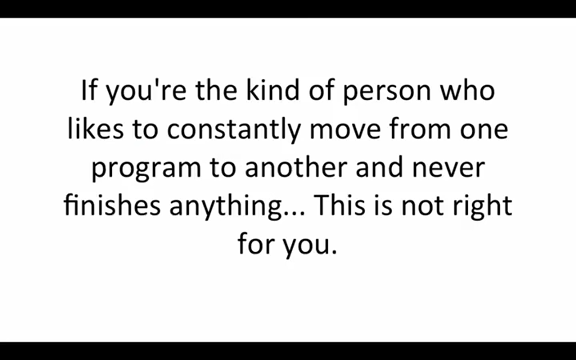 If you're the kind of person who
likes to constantly move from one
program to another and never
finishes anything... This is not right
for you.